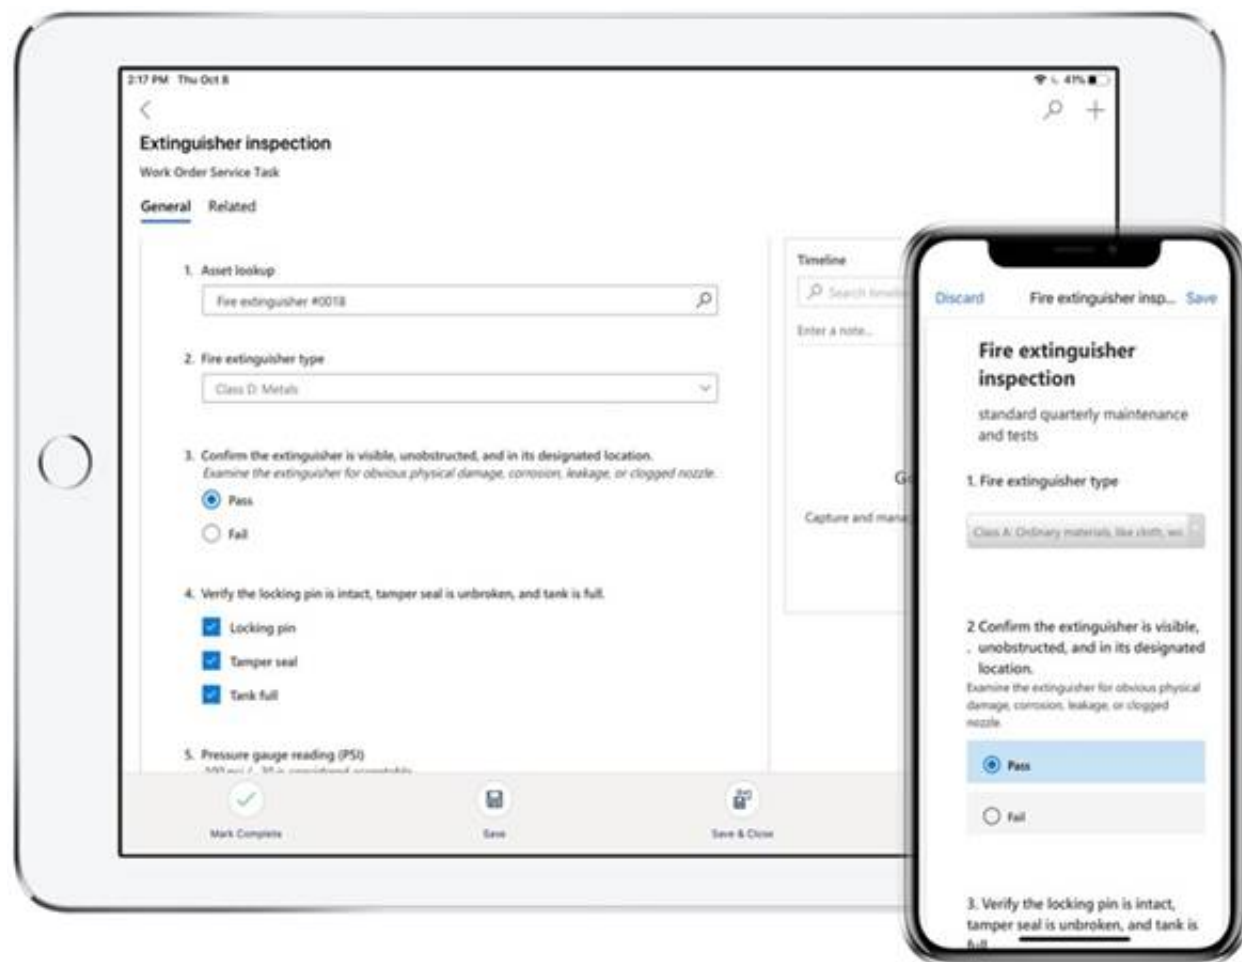 2:17 PM Thu Oct 8
41%
Extinguisher inspection
Work Order Service Task
General Related
1. Asset lookup
Fire extinguisher #0018
2. Fire extinguisher type
Class D: Metals
3. Confirm the extinguisher is visible, unobstructed, and in its designated location.
Examine the extinguisher for obvious physical damage, corrosion, leakage, or clogged nozzle.
Pass
Fail
4. Verify the locking pin is intact, tamper seal is unbroken, and tank is full.
Locking pin
Tamper seal
Tank full
5. Pressure gauge reading (PSI)
Mark Complete
Save
Save & Close
Timeline
Search timeline
Enter a note...
Capture and
Discard Fire extinguisher insp... Save
Fire extinguisher
inspection
standard quarterly maintenance
and tests
1. Fire extinguisher type
Class A: Ordinary materials, like cloth,
2 Confirm the extinguisher is visible,
. unobstructed, and in its designated
location.
Examine the extinguisher for obvious physical
damage, corrosion, leakage, or clogged
nozzle.
Pass
Fail
3. Verify the locking pin is intact,
tamper seal is unbroken, and tank is
full.